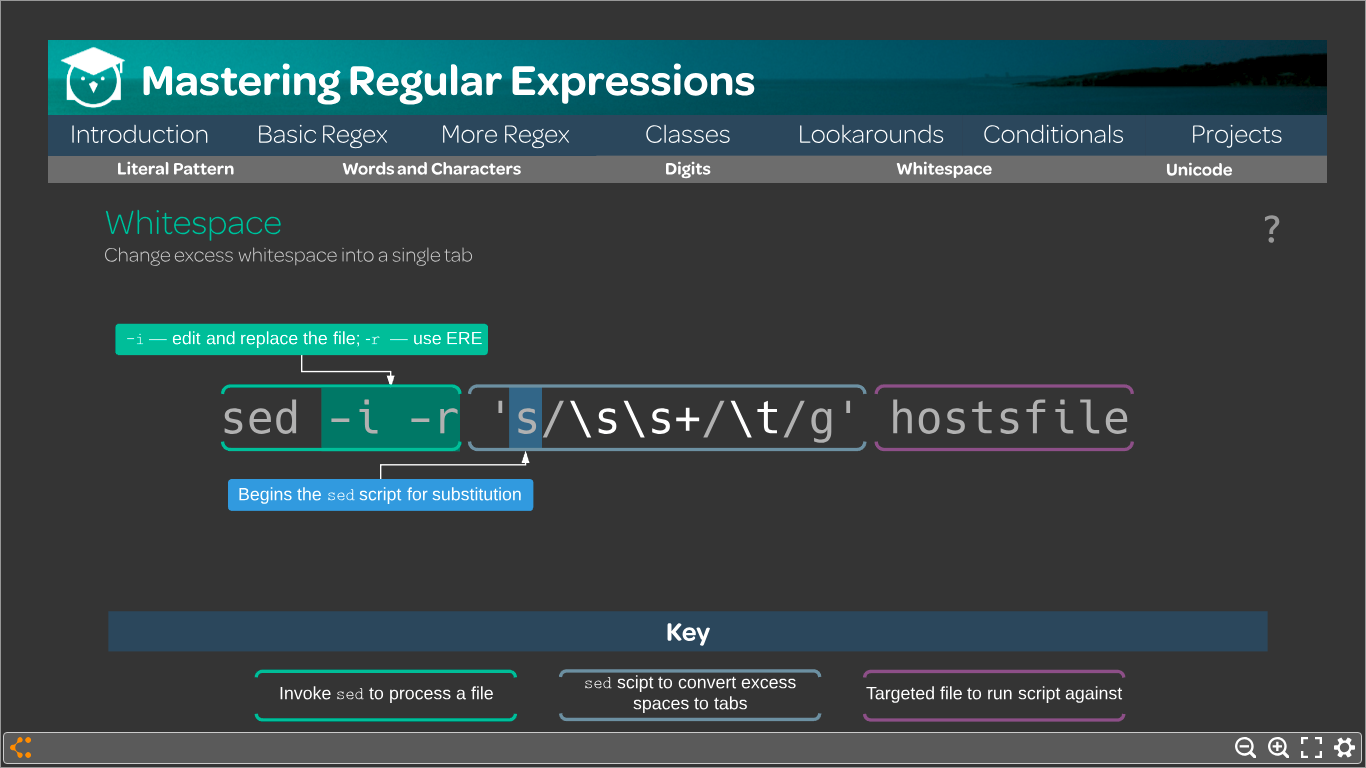 Mastering Regular Expressions
Introduction Basic Regex More Regex Classes Lookarounds Conditionals Projects
Literal Pattern Words and Characters Digits Whitespace Unicode
Whitespace
?
Change excess whitespace into a single tab
-i — edit and replace the file; -r — use ERE
sed -i -r 's/\s\s+/\t/g' hostsfile
Begins the sed script for substitution
Key
Invoke sed to process a file
sed scipt to convert excess
spaces to tabs
Targeted file to run script against